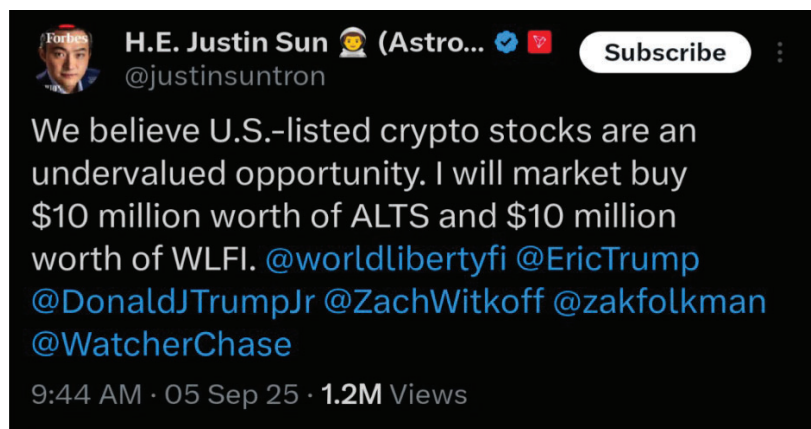 Forbes
H.E. Justin Sun 👨‍🚀 (Astro...
Subscribe
@justinsuntron
We believe U.S.-listed crypto stocks are an
undervalued opportunity. I will market buy
$10 million worth of ALTS and $10 million
worth of WLFI. @worldlibertyfi @EricTrump
@DonaldJTrumpJr @ZachWitkoff @zakfolkman
@WatcherChase
9:44 AM · 05 Sep 25 · 1.2M Views